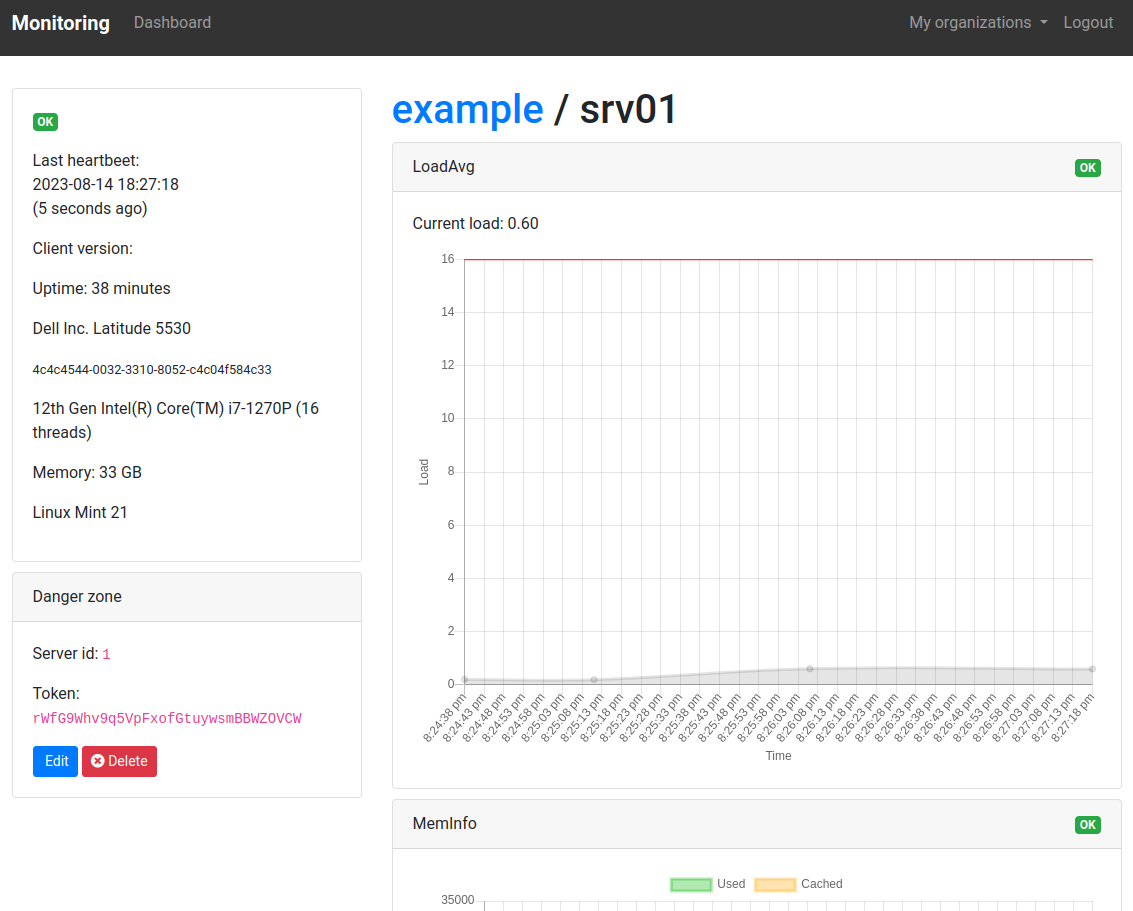 Monitoring Dashboard My organizations Logout
OK
Last heartbeet:
2023-08-14 18:27:18
(5 seconds ago)
Client version:
Uptime: 38 minutes
Dell Inc. Latitude 5530
4c4c4544-0032-3310-8052-c4c04f584c33
12th Gen Intel(R) Core(TM) i7-1270P (16
threads)
Memory: 33 GB
Linux Mint 21
Danger zone
Server id: 1
Token:
rWfG9Whv9q5VpFxofGtuywsmBBWZOVCW
Edit Delete
example / srv01
LoadAvg OK
Current load: 0.60
16
14
12
10
8
6
4
2
0
Load
8:24:38 pm
8:24:43 pm
8:24:48 pm
8:24:53 pm
8:24:58 pm
8:25:03 pm
8:25:08 pm
8:25:13 pm
8:25:18 pm
8:25:23 pm
8:25:28 pm
8:25:33 pm
8:25:38 pm
8:25:43 pm
8:25:48 pm
8:25:53 pm
8:25:58 pm
8:26:03 pm
8:26:08 pm
8:26:13 pm
8:26:18 pm
8:26:23 pm
8:26:28 pm
8:26:33 pm
8:26:38 pm
8:26:43 pm
8:26:48 pm
8:26:53 pm
8:26:58 pm
8:27:03 pm
8:27:08 pm
8:27:13 pm
8:27:18 pm
Time
MemInfo OK
Used Cached
35000